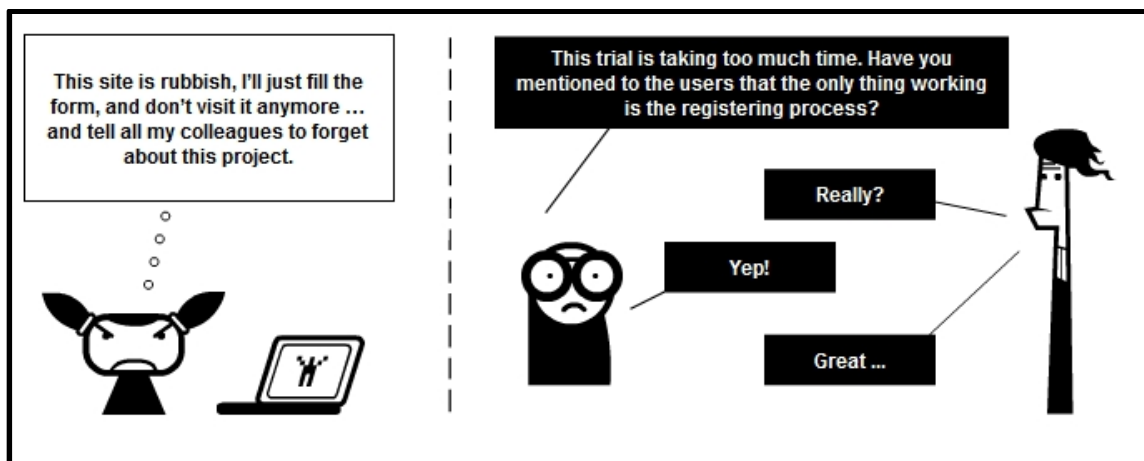 This site is rubbish, I'll just fill the
form, and don't visit it anymore ...
and tell all my colleagues to forget
about this project.
This trial is taking too much time. Have you
mentioned to the users that the only thing working
is the registering process?
Really?
Yep!
Great ...